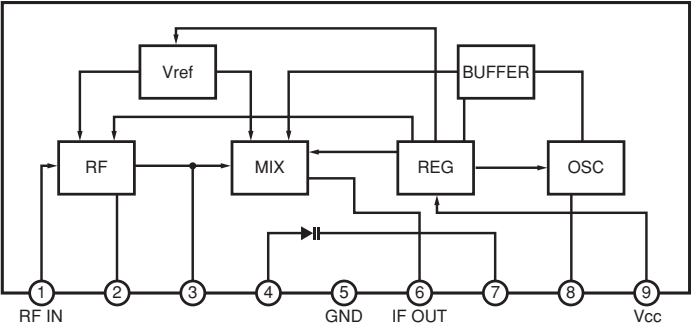 Vref BUFFER
RF MIX REG OSC
1 2 3 4 5 6 7 8 9
RF IN GND IF OUT Vcc